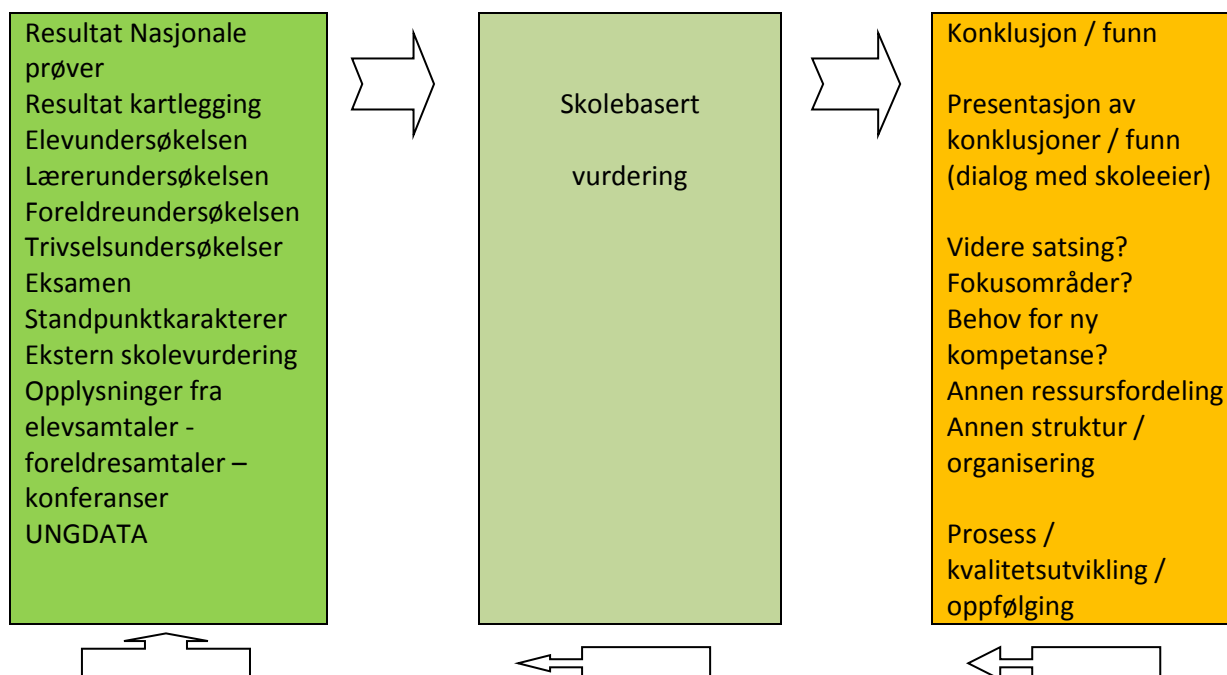 Resultat Nasjonale
prøver
Resultat kartlegging
Elevundersøkelsen
Lærerundersøkelsen
Foreldreundersøkelsen
Trivselsundersøkelser
Eksamen
Standpunktkarakterer
Ekstern skolevurdering
Opplysninger fra
elevsamtaler -
foreldresamtaler –
konferanser
UNGDATA
Skolebasert
vurdering
Konklusjon / funn
Presentasjon av
konklusjoner / funn
(dialog med skoleeier)
Videre satsing?
Fokusområder?
Behov for ny
kompetanse?
Annen ressursfordeling
Annen struktur /
organisering
Prosess /
kvalitetsutvikling /
oppfølging